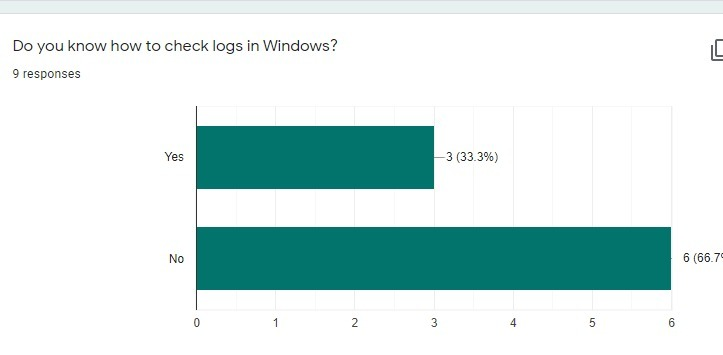 Do you know how to check logs in Windows?
9 responses
Yes
3 (33.3%)
No
6 (66.7
0 1 2 3 4 5 6